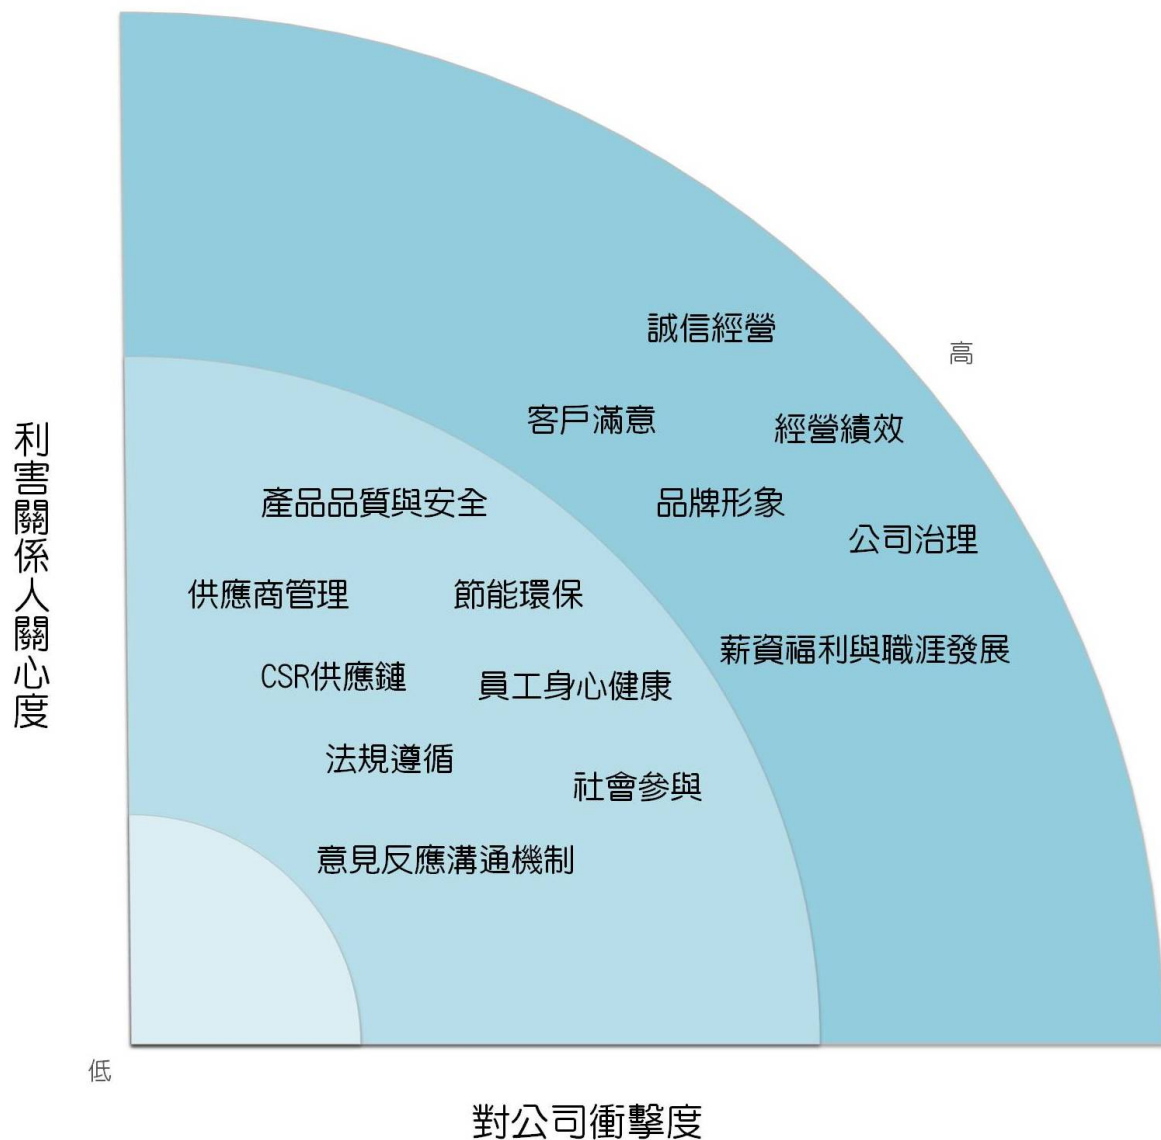 誠信經營
高
客戶滿意
經營績效
利害關係人關心度
產品品質與安全
品牌形象
公司治理
供應商管理
節能環保
薪資福利與職涯發展
CSR供應鏈
員工身心健康
法規遵循
社會參與
意見反應溝通機制
低
對公司衝擊度